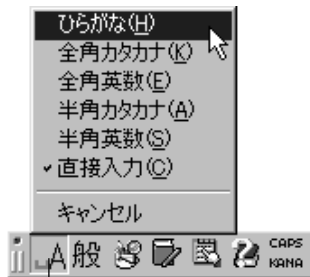 ひらがな(H)
全角カタカナ(K)
全角英数(E)
半角カタカナ(A)
半角英数(S)
直接入力(C)
キャンセル
_A 般 CAPS
KANA